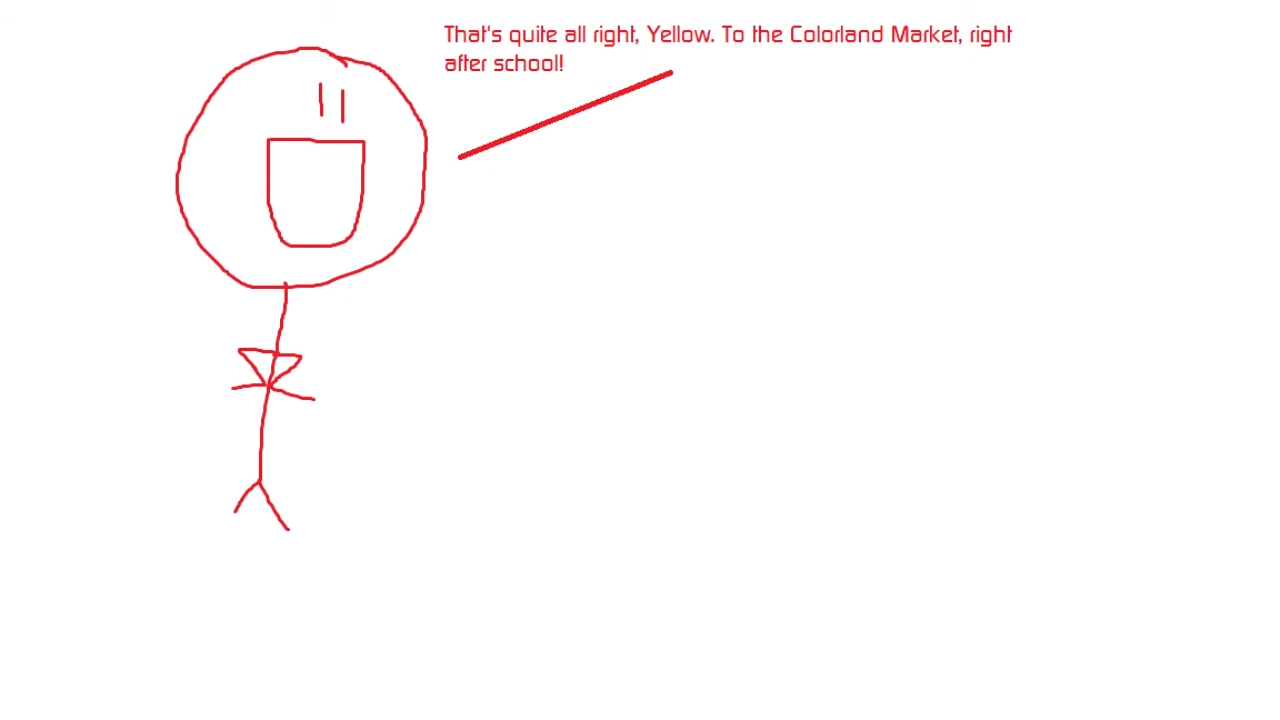 That's quite all right, Yellow. To the Colorland Market, right
after school!